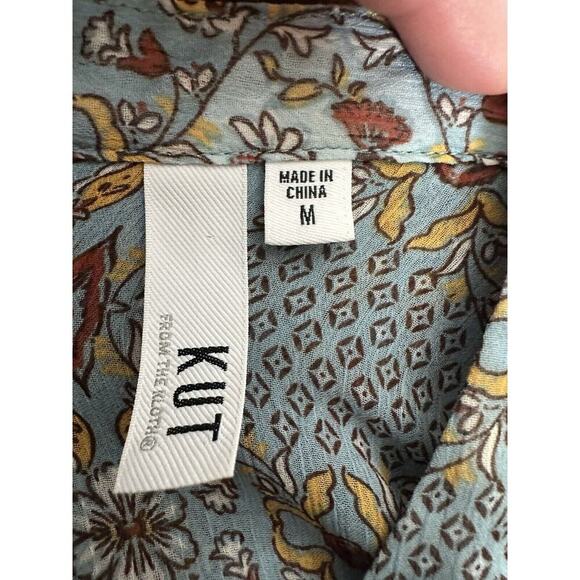 MADE IN
CHINA
M
KUT
FROM THE KLOTH®